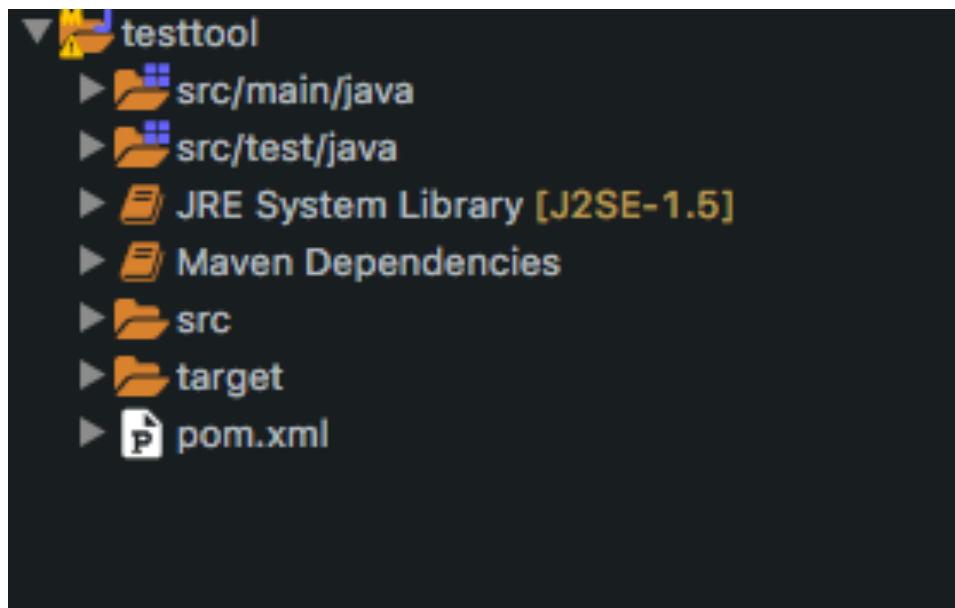 testtool
src/main/java
src/test/java
JRE System Library [J2SE-1.5]
Maven Dependencies
src
target
pom.xml